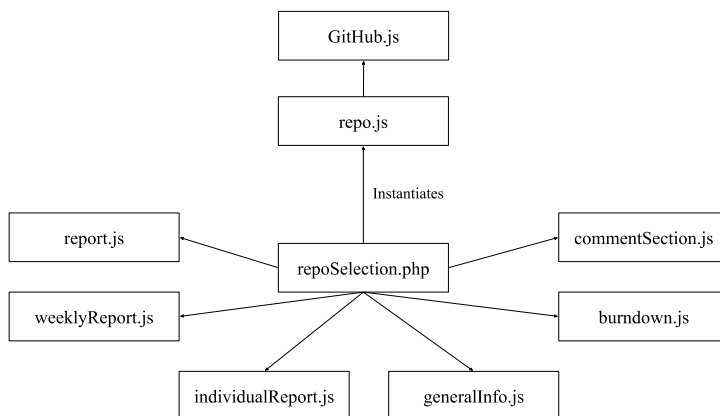 GitHub.js
repo.js
Instantiates
report.js
repoSelection.php
commentSection.js
weeklyReport.js
burndown.js
individualReport.js
generalInfo.js